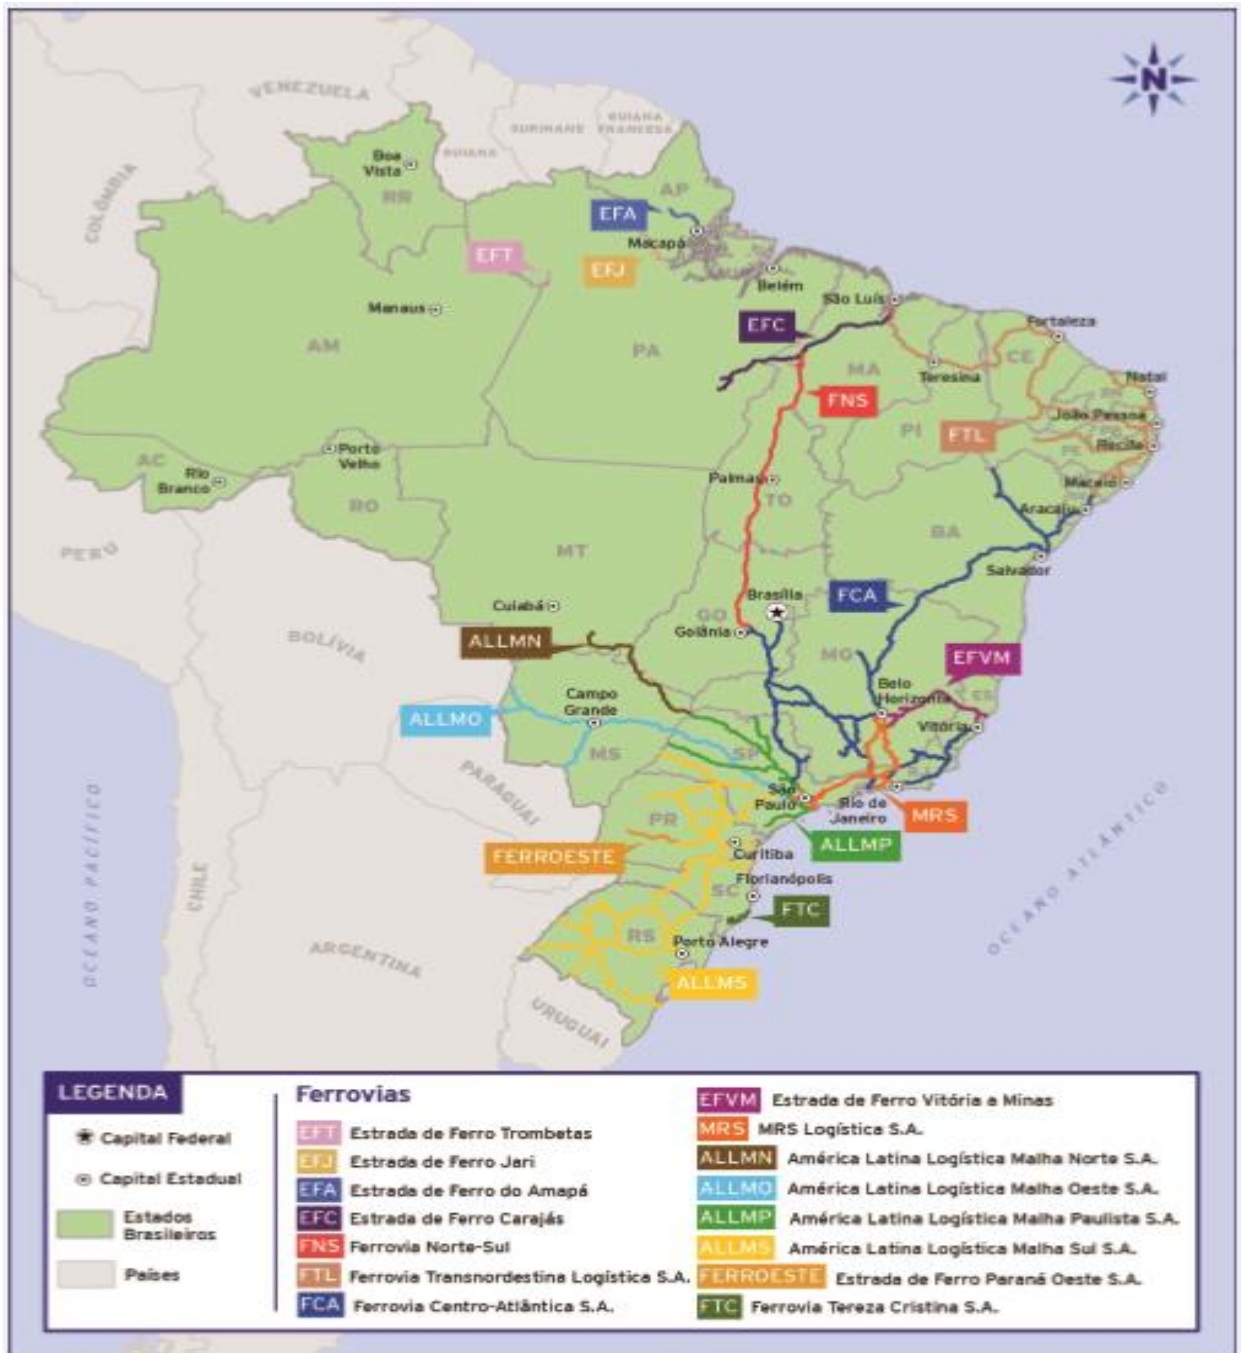 N
VENEZUELA
SURINAME
GUIANA
FRANCESA
GUIANA
COLÔMBIA
Boa
Vista
RR
AP
EFA
Macapá
EFT
EFJ
Belém
São Luís
Manaus
EFC
Fortaleza
AM
PA
MA
Teresina
CE
FNS
Natal
João Pessoa
PI
FTL
Recife
PE
AC
Rio
Branco
Porto
Velho
Palmas
TO
Maceió
Aracaju
RO
PERU
MT
BA
Salvador
Brasília
FCA
Cuiabá
GO
Goiânia
BOLÍVIA
ALLMN
MG
EFVM
Belo
Horizonte
ES
Campo
Grande
ALLMO
Vitória
MS
SP
PARAGUAI
São
Paulo
RJ
Rio de
Janeiro
MRS
PR
ALLMP
FERROESTE
Curitiba
Florianópolis
SC
FTC
RS
Porto Alegre
ALLMS
CHILE
ARGENTINA
URUGUAI
OCEANO PACÍFICO
OCEANO ATLÂNTICO
LEGENDA
Capital Federal
Capital Estadual
Estados
Brasileiros
Países
Ferrovias
EFT Estrada de Ferro Trombetas
EFJ Estrada de Ferro Jari
EFA Estrada de Ferro do Amapá
EFC Estrada de Ferro Carajás
FNS Ferrovia Norte-Sul
FTL Ferrovia Transnordestina Logística S.A.
FCA Ferrovia Centro-Atlântica S.A.
EFVM Estrada de Ferro Vitória a Minas
MRS MRS Logística S.A.
ALLMN América Latina Logística Malha Norte S.A.
ALLMO América Latina Logística Malha Oeste S.A.
ALLMP América Latina Logística Malha Paulista S.A.
ALLMS América Latina Logística Malha Sul S.A.
FERROESTE Estrada de Ferro Paraná Oeste S.A.
FTC Ferrovia Tereza Cristina S.A.